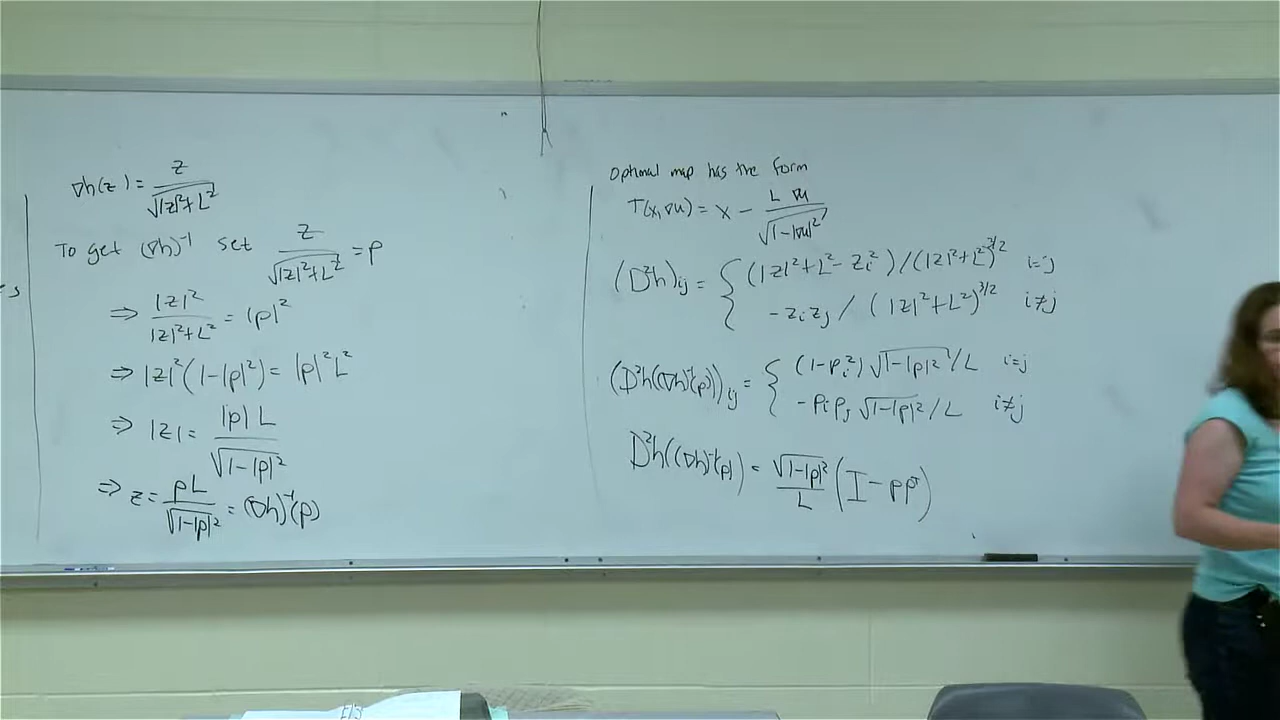 ∇h(z) = z / √(|z|²+L²)
To get (∇h)⁻¹ set z / √(|z|²+L²) = p
⇒ |z|² / (|z|²+L²) = |p|²
⇒ |z|²(1-|p|²) = |p|²L²
⇒ |z| = |p| L / √(1-|p|²)
⇒ z = pL / √(1-|p|²) = (∇h)⁻¹(p)
Optimal map has the form
T(x,∇u) = x - L ∇u / √(1-|∇u|²)
(D²h)ij = { (|z|²+L²-zi²)/(|z|²+L²)^3/2 i=j
-zizj / (|z|²+L²)^3/2 i≠j
(D²h((∇h)⁻¹(p))ij = { (1-pi²) √(1-|p|²)/L i=j
-pipj √(1-|p|²)/L i≠j
D²h((∇h)⁻¹(p)) = √(1-|p|²) / L (I - ppᵀ)